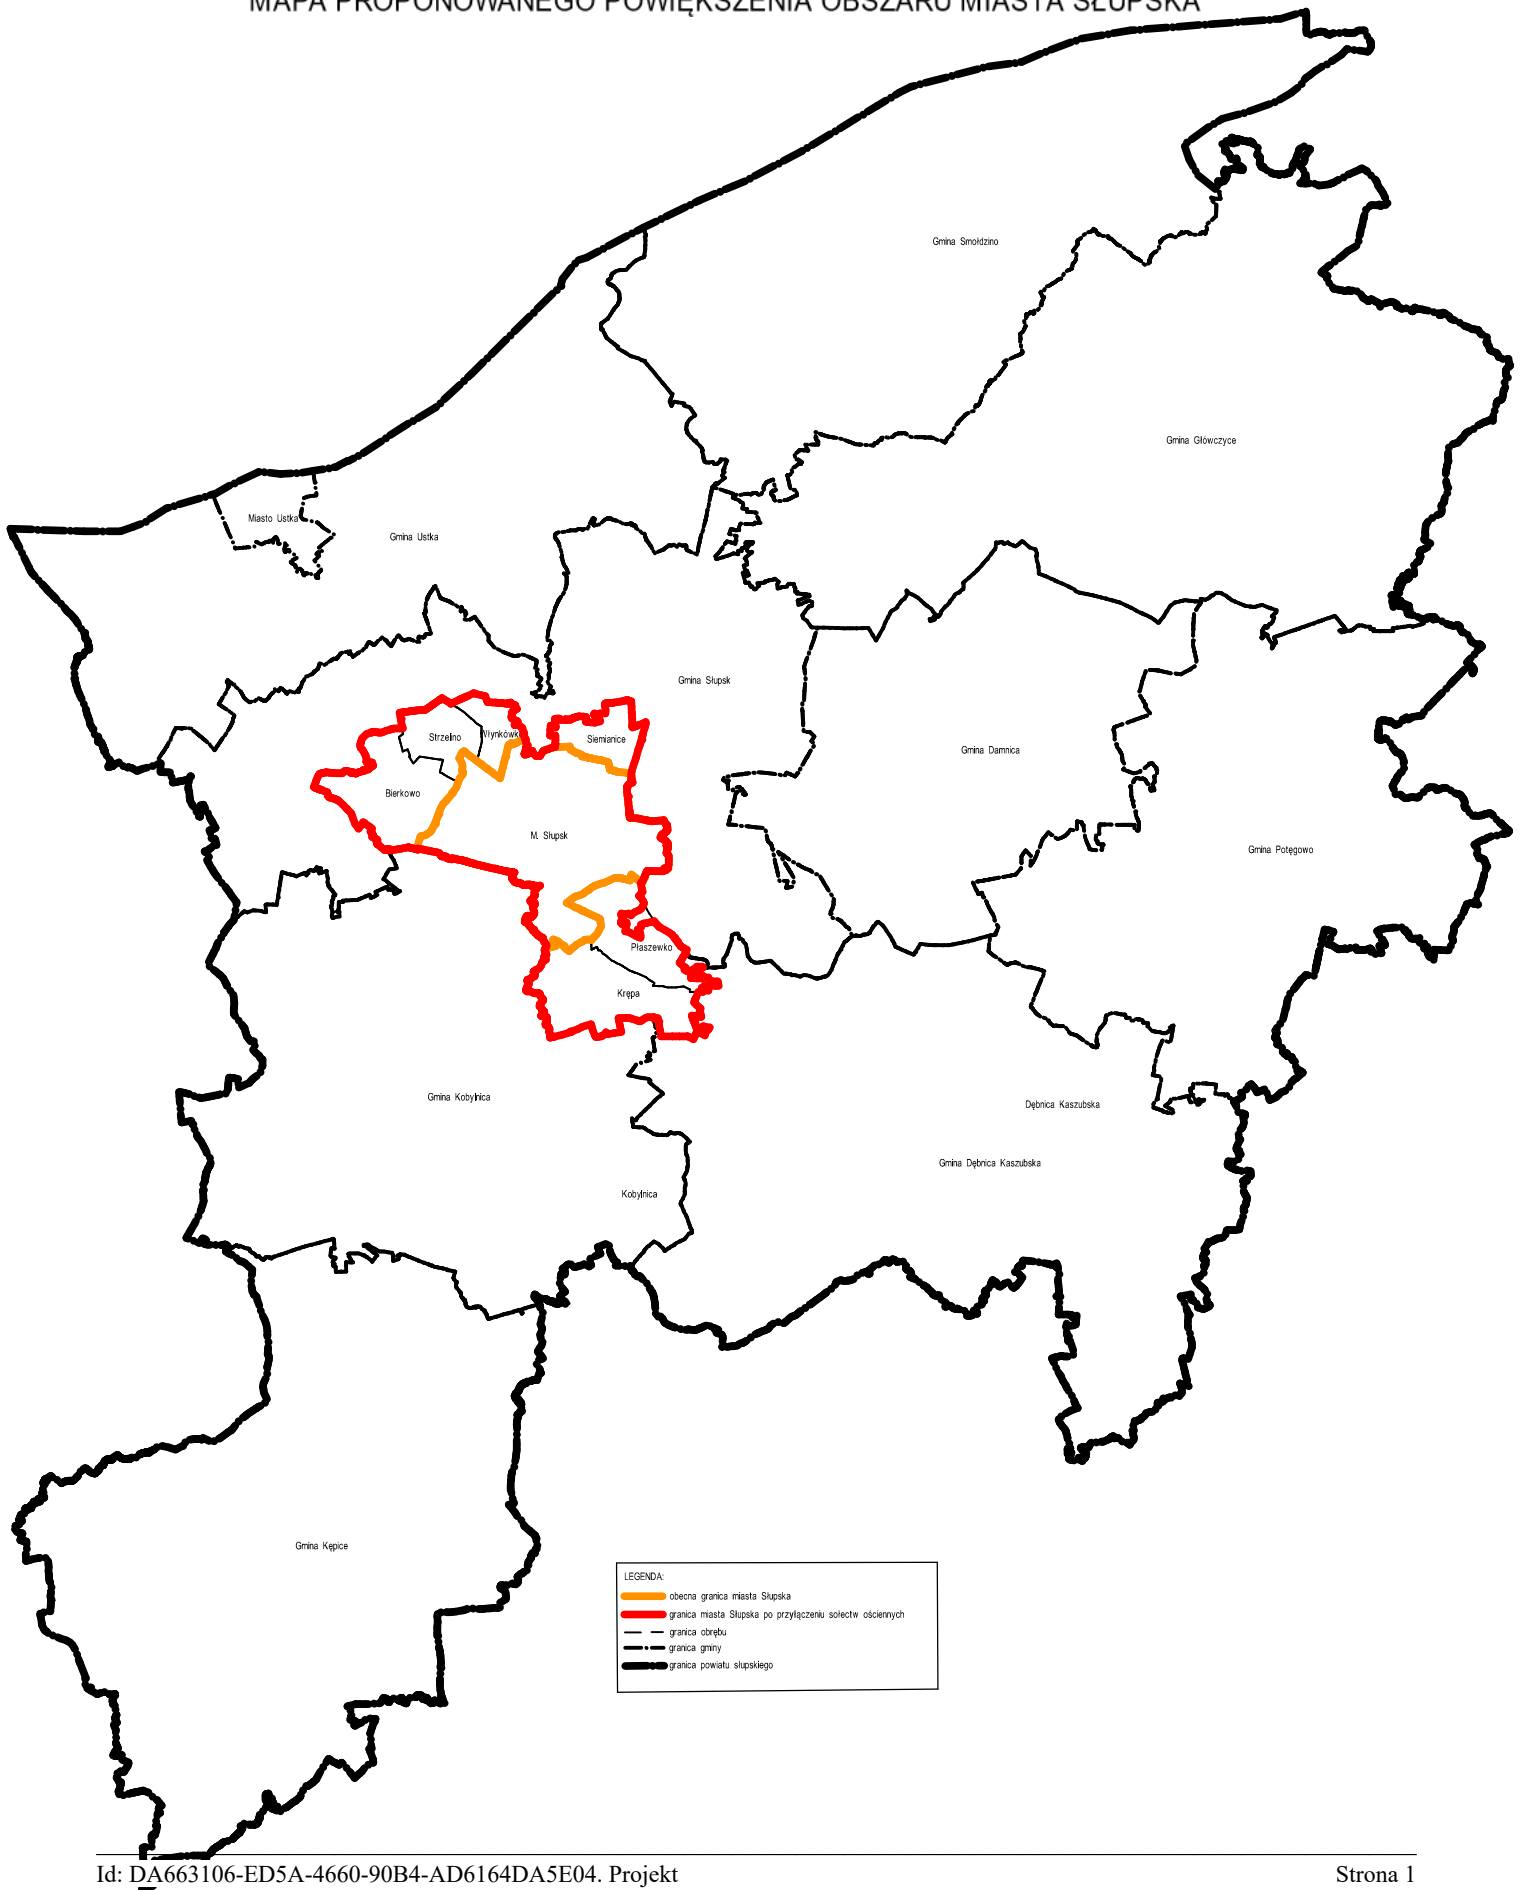 MAPA PROPONOWANEGO POWIĘKSZENIA OBSZARU MIASTA SŁUPSKA
Gmina Smołdzino
Gmina Główczyce
Miasto Ustka
Gmina Ustka
Gmina Słupsk
Strzelino
Włynkówk
Siemianice
Gmina Damnica
Bierkowo
M. Słupsk
Gmina Potęgowo
Płaszewko
Krępa
Gmina Kobylnica
Dębnica Kaszubska
Gmina Dębnica Kaszubska
Kobylnica
Gmina Kępice
LEGENDA:
obecna granica miasta Słupska
granica miasta Słupska po przyłączeniu sołectw ościennych
granica obrębu
granica gminy
granica powiatu słupskiego
Id: DA663106-ED5A-4660-90B4-AD6164DA5E04. Projekt
Strona 1